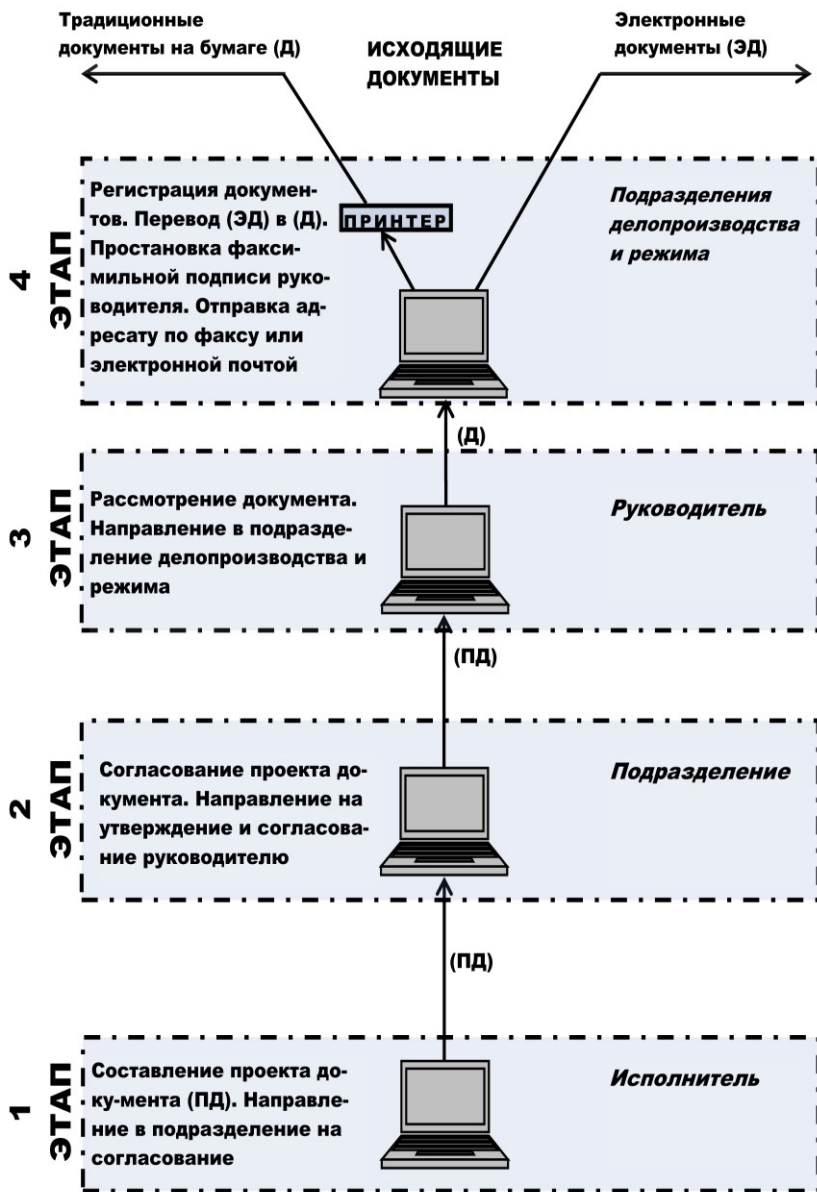 Традиционные
документы на бумаге (Д)
ИСХОДЯЩИЕ
ДОКУМЕНТЫ
Электронные
документы (ЭД)
4
ЭТАП
Регистрация докумен-
тов. Перевод (ЭД) в (Д).
Простановка факси-
мильной подписи руко-
водителя. Отправка ад-
ресату по факсу или
электронной почтой
ПРИНТЕР
Подразделения
делопроизводства
и режима
(Д)
3
ЭТАП
Рассмотрение документа.
Направление в подразде-
ление делопроизводства и
режима
Руководитель
(ПД)
2
ЭТАП
Согласование проекта до-
кумента. Направление на
утверждение и согласова-
ние руководителю
Подразделение
(ПД)
1
ЭТАП
Составление проекта до-
ку-мента (ПД). Направле-
ние в подразделение на
согласование
Исполнитель